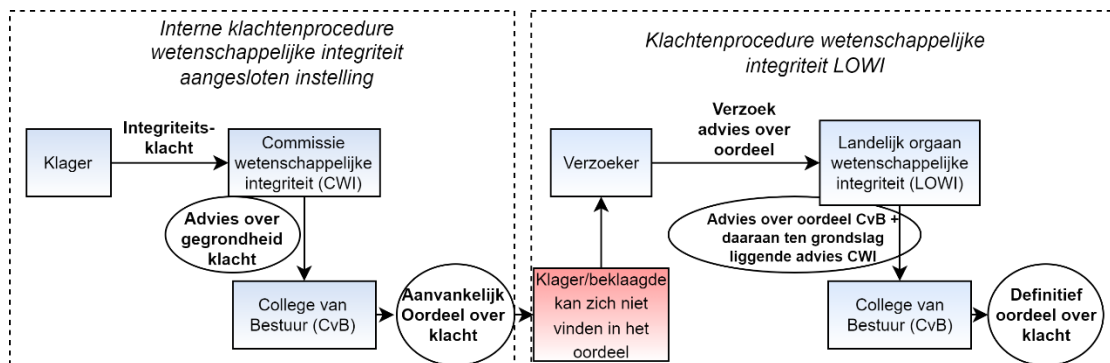 Interne klachtenprocedure
wetenschappelijke integriteit
aangesloten instelling
Klager
Integriteits-
klacht
Commissie
wetenschappelijke
integriteit (CWI)
Advies over
gegrondheid
klacht
College van
Bestuur (CvB)
Aanvankelijk
Oordeel over
klacht
Klachtenprocedure wetenschappelijke
integriteit LOWI
Klager/beklaagde
kan zich niet
vinden in het
oordeel
Verzoeker
Verzoek
advies over
oordeel
Landelijk orgaan
wetenschappelijke
integriteit (LOWI)
Advies over oordeel CvB +
daaraan ten grondslag
liggende advies CWI
College van
Bestuur (CvB)
Definitief
oordeel over
klacht